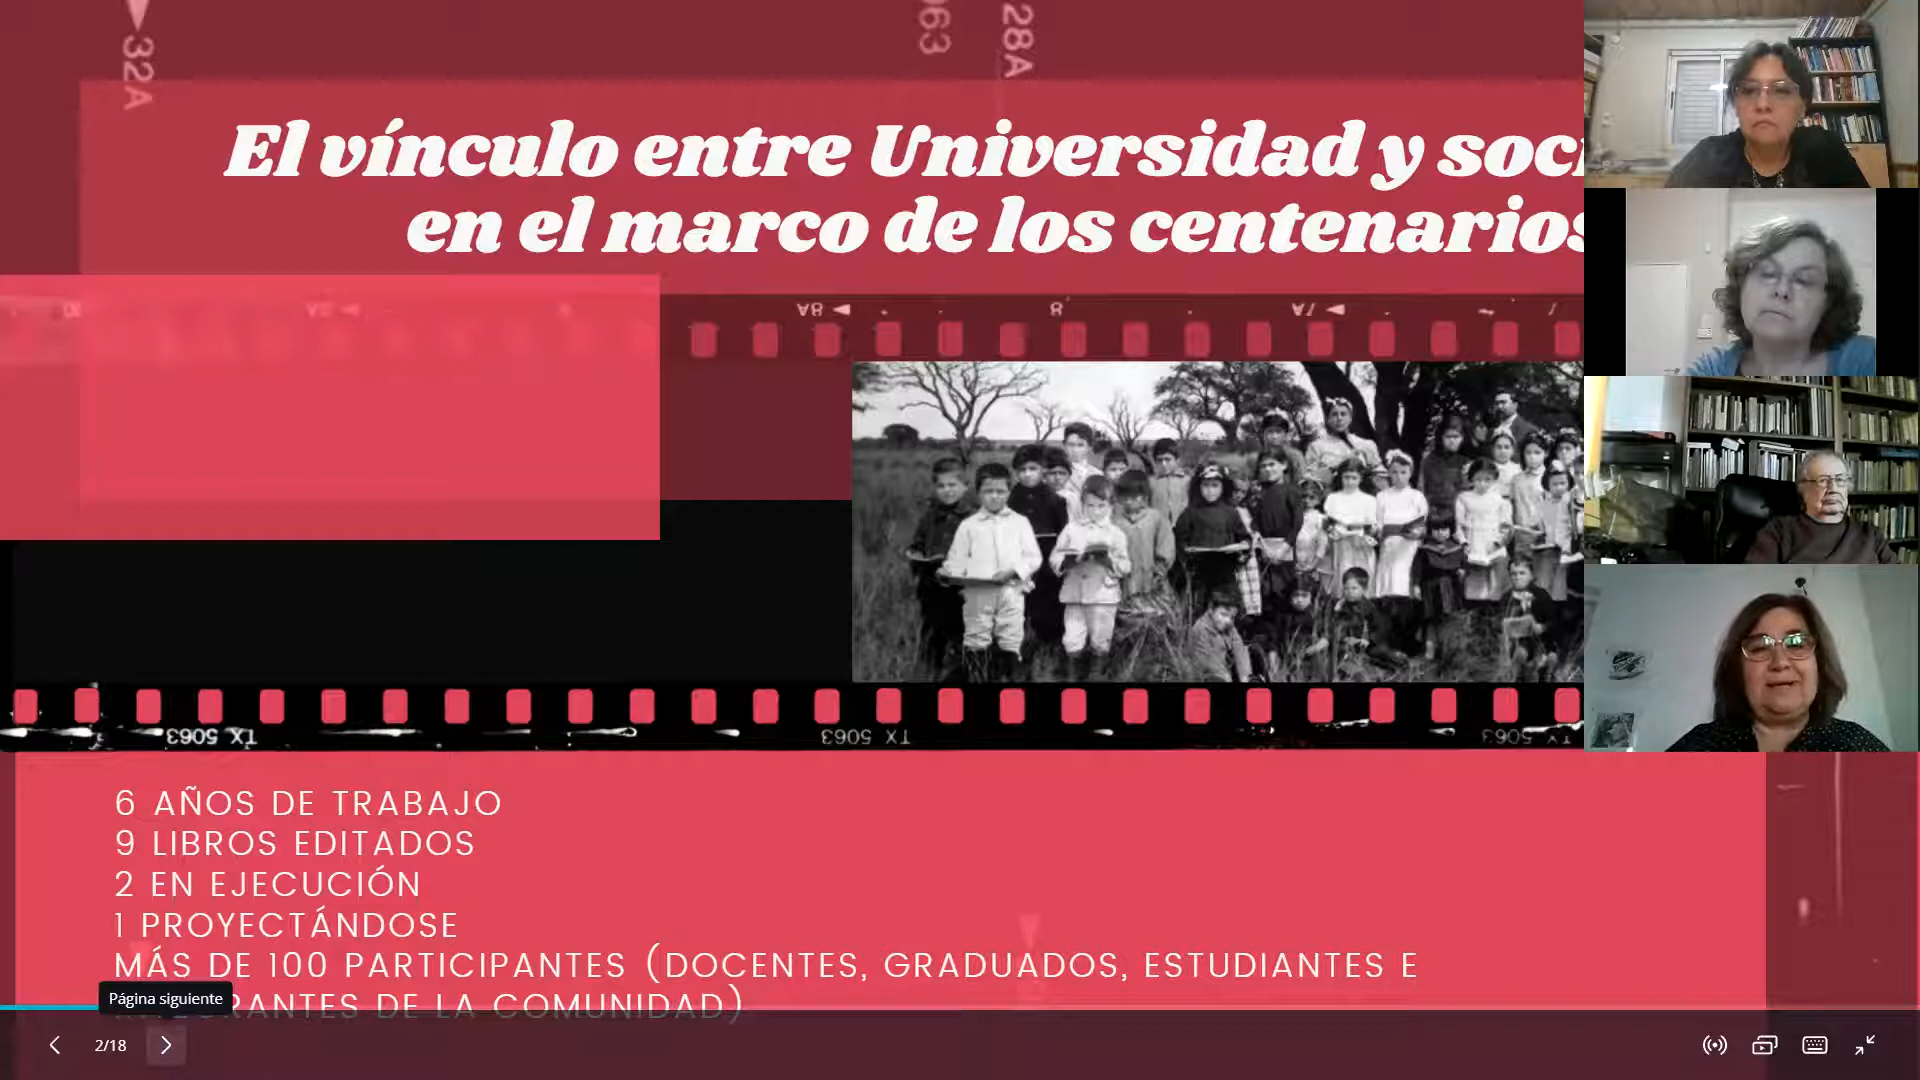 32A
063
28A
El vínculo entre Universidad y soci
en el marco de los centenarios
8A
8
7A
TX 5063
TX 5063
6 AÑOS DE TRABAJO
9 LIBROS EDITADOS
2 EN EJECUCIÓN
1 PROYECTÁNDOSE
MÁS DE 100 PARTICIPANTES (DOCENTES, GRADUADOS, ESTUDIANTES E
DE LA COMUNIDAD)
Página siguiente
2/18